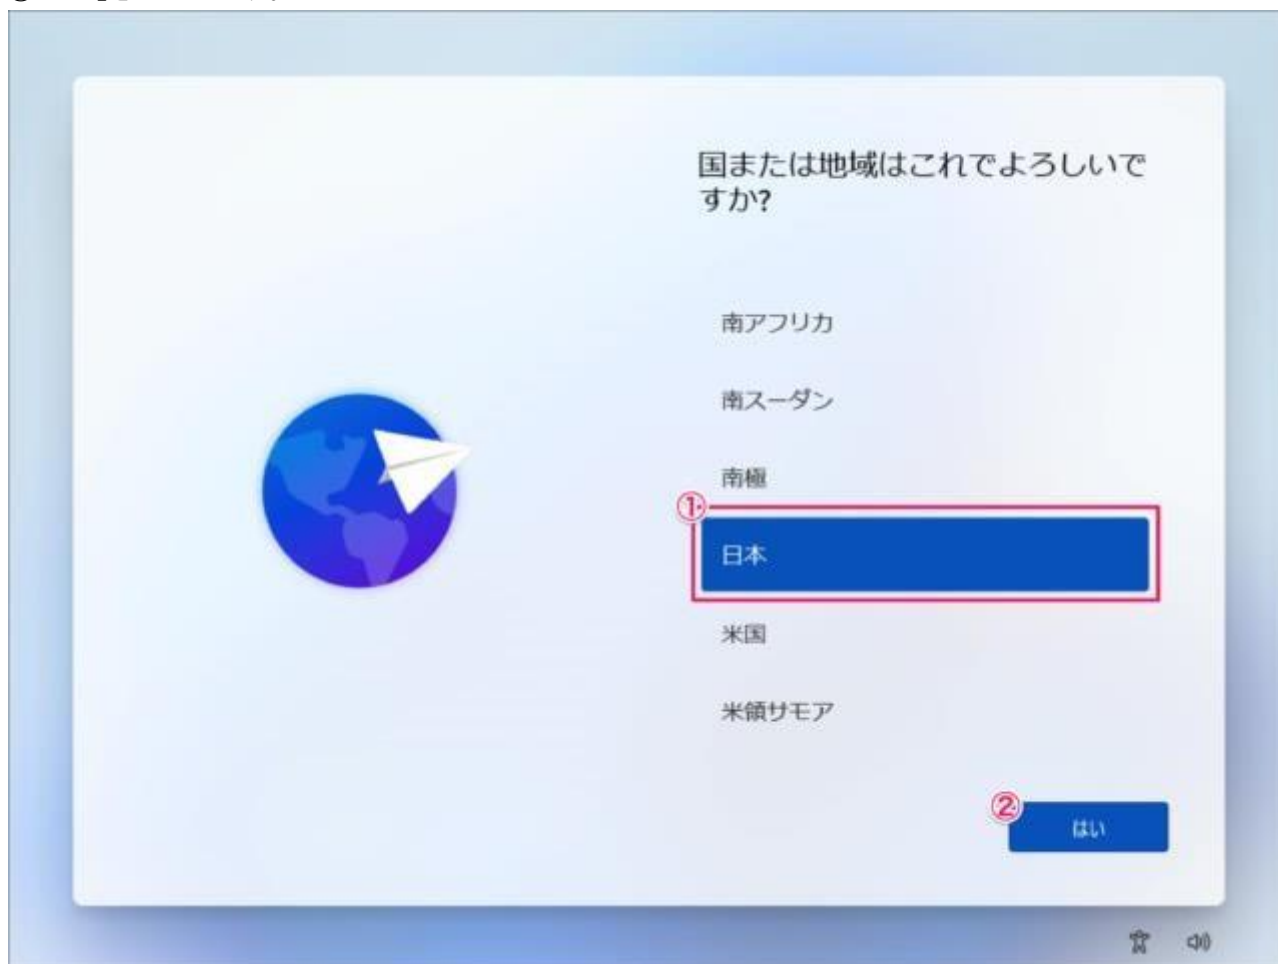 国または地域はこれでよろしいで
すか?
南アフリカ
南スーダン
南極
①
日本
米国
米領サモア
②
はい